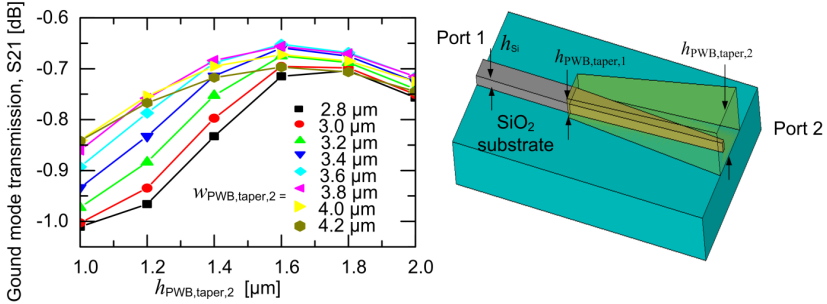 Gound mode transmission, S21 [dB]
-0.6
-0.7
-0.8
-0.9
-1.0
1.0 1.2 1.4 1.6 1.8 2.0
hPWB,taper,2 [µm]
wPWB,taper,2 =
2.8 µm
3.0 µm
3.2 µm
3.4 µm
3.6 µm
3.8 µm
4.0 µm
4.2 µm
Port 1
hSi
hPWB,taper,1
hPWB,taper,2
SiO2
substrate
Port 2